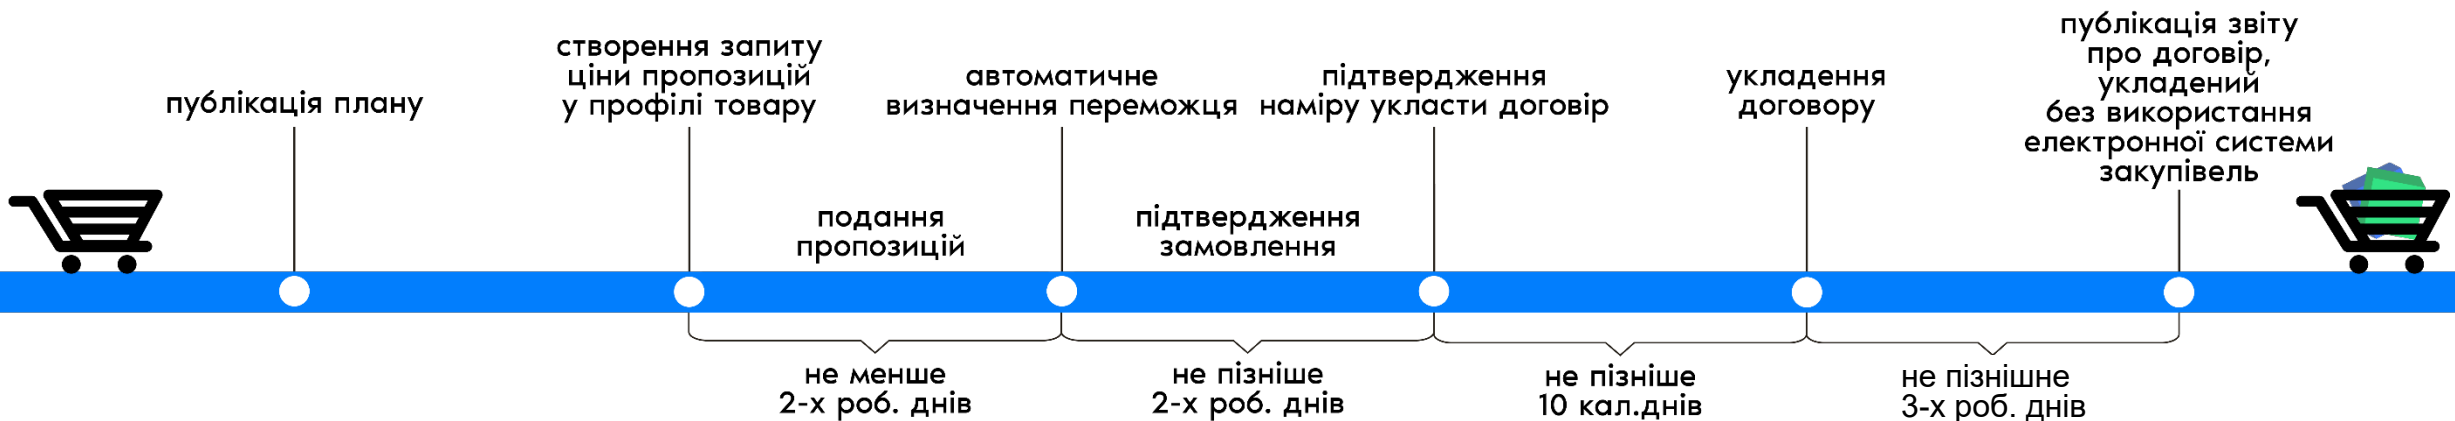 публікація плану
створення запиту
ціни пропозицій
у профілі товару
автоматичне
визначення переможця
підтвердження
наміру укласти договір
укладення
договору
публікація звіту
про договір,
укладений
без використання
електронної системи
закупівель
подання
пропозицій
підтвердження
замовлення
не менше
2-х роб. днів
не пізніше
2-х роб. днів
не пізніше
10 кал.днів
не пізнішне
3-х роб. днів